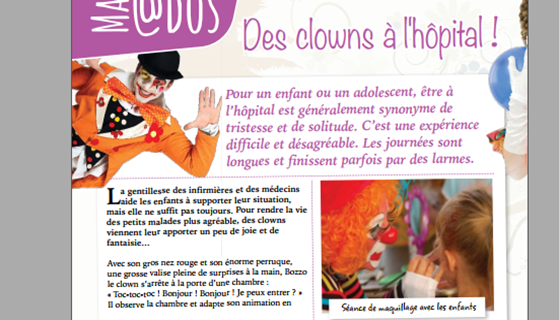 MA
@DOS
Des clowns à l'hôpital !
Pour un enfant ou un adolescent, être à
l'hôpital est généralement synonyme de
tristesse et de solitude. C'est une expérience
difficile et désagréable. Les journées sont
longues et finissent parfois par des larmes.
La gentillesse des infirmières et des médecins
aide les enfants à supporter leur situation,
mais elle ne suffit pas toujours. Pour rendre la vie
des petits malades plus agréable, des clowns
viennent leur apporter un peu de joie et de
fantaisie...
Avec son gros nez rouge et son énorme perruque,
une grosse valise pleine de surprises à la main, Bozzo
le clown s'arrête à la porte d'une chambre :
« Toc-toc-toc ! Bonjour ! Bonjour ! Je peux entrer ? »
Il observe la chambre et adapte son animation en
Séance de maquillage avec les enfants